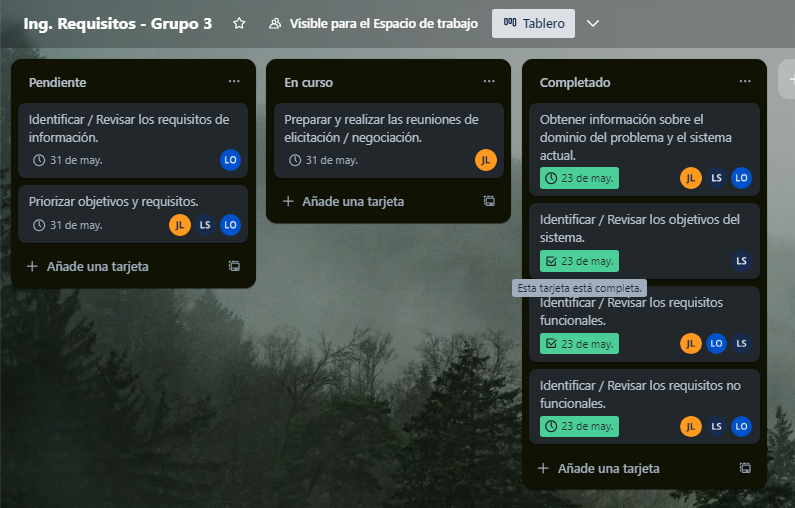 Ing. Requisitos - Grupo 3
Visible para el Espacio de trabajo
Tablero
Pendiente
Identificar / Revisar los requisitos de
información.
31 de may.
LO
Priorizar objetivos y requisitos.
31 de may.
JL LS LO
Añade una tarjeta
En curso
Preparar y realizar las reuniones de
elicitación / negociación.
31 de may.
JL
Añade una tarjeta
Completado
Obtener información sobre el
dominio del problema y el sistema
actual.
23 de may.
JL LS LO
Identificar / Revisar los objetivos del
sistema.
23 de may.
LS
Esta tarjeta está completa.
Identificar / Revisar los requisitos
funcionales.
23 de may.
JL LO LS
Identificar / Revisar los requisitos no
funcionales.
23 de may.
JL LS LO
Añade una tarjeta